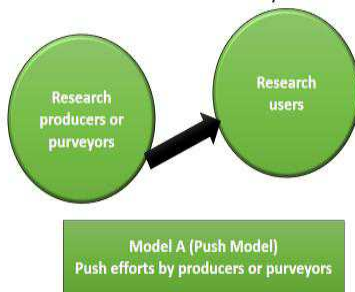 Research
producers or
purveyors
Research
users
Model A (Push Model)
Push efforts by producers or purveyors